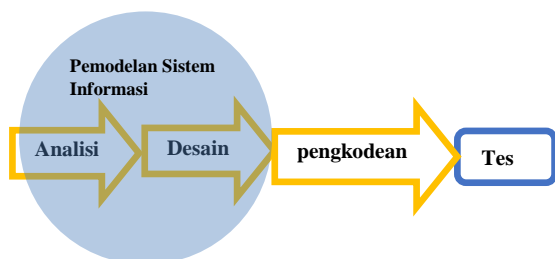 Pemodelan Sistem
Informasi
Analisi
Desain
pengkodean
Tes